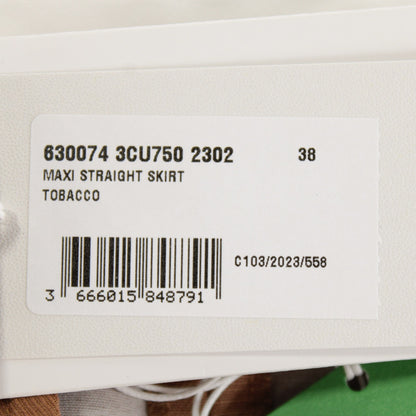 630074 3CU750 2302 38
MAXI STRAIGHT SKIRT
TOBACCO
C103/2023/558
3 666015 848791